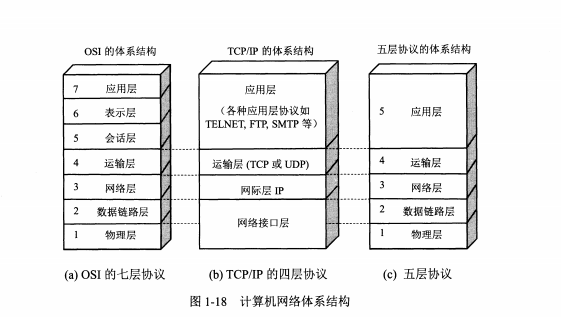 OSI 的体系结构
7 应用层
6 表示层
5 会话层
4 运输层
3 网络层
2 数据链路层
1 物理层
(a) OSI 的七层协议
TCP/IP 的体系结构
应用层
（各种应用层协议如
TELNET, FTP, SMTP 等）
运输层 (TCP 或 UDP)
网际层 IP
网络接口层
(b) TCP/IP 的四层协议
五层协议的体系结构
5 应用层
4 运输层
3 网络层
2 数据链路层
1 物理层
(c) 五层协议
图 1-18 计算机网络体系结构